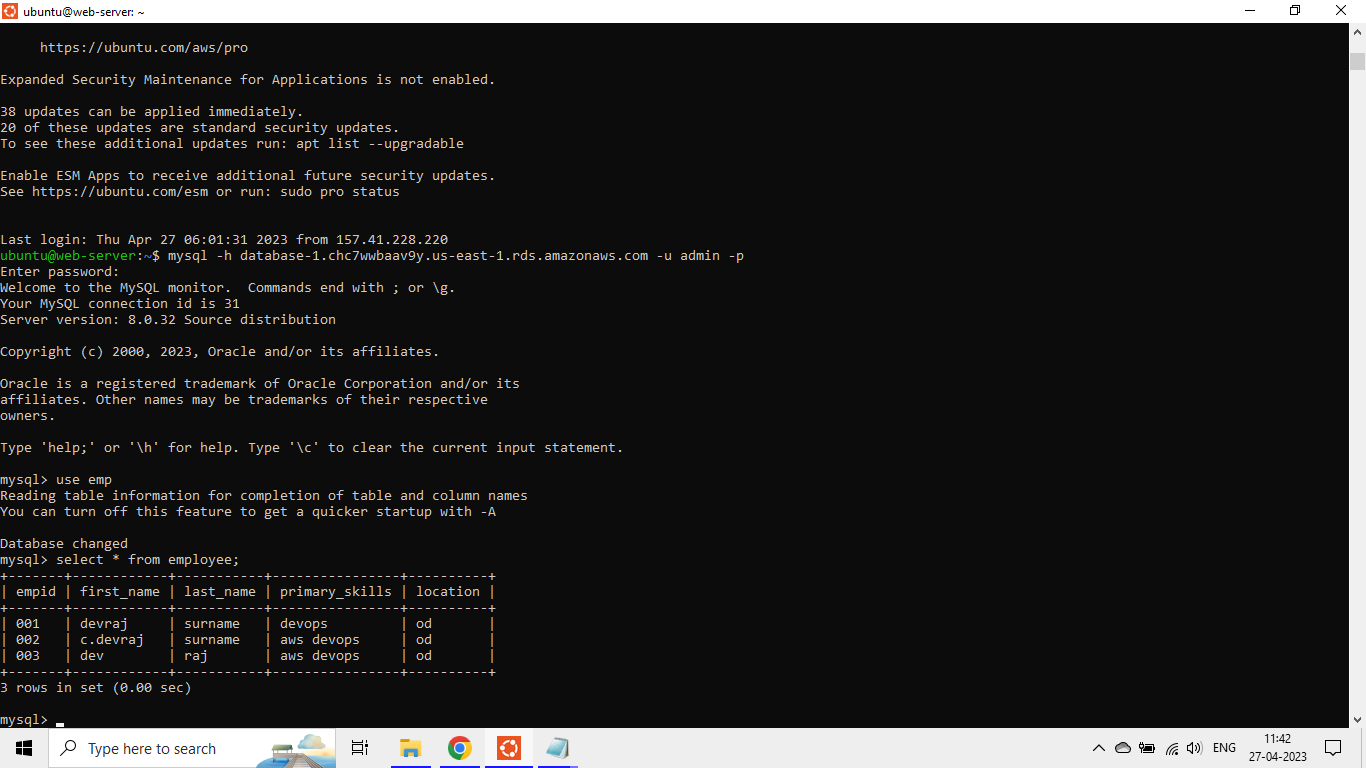 ubuntu@web-server: ~
https://ubuntu.com/aws/pro
Expanded Security Maintenance for Applications is not enabled.
38 updates can be applied immediately.
20 of these updates are standard security updates.
To see these additional updates run: apt list --upgradable
Enable ESM Apps to receive additional future security updates.
See https://ubuntu.com/esm or run: sudo pro status
Last login: Thu Apr 27 06:01:31 2023 from 157.41.228.220
ubuntu@web-server:~$ mysql -h database-1.chc7wwbaav9y.us-east-1.rds.amazonaws.com -u admin -p
Enter password:
Welcome to the MySQL monitor.  Commands end with ; or \g.
Your MySQL connection id is 31
Server version: 8.0.32 Source distribution
Copyright (c) 2000, 2023, Oracle and/or its affiliates.
Oracle is a registered trademark of Oracle Corporation and/or its
affiliates. Other names may be trademarks of their respective
owners.
Type 'help;' or '\h' for help. Type '\c' to clear the current input statement.
mysql> use emp
Reading table information for completion of table and column names
You can turn off this feature to get a quicker startup with -A
Database changed
mysql> select * from employee;
+-------+------------+-----------+----------------+----------+
| empid | first_name | last_name | primary_skills | location |
+-------+------------+-----------+----------------+----------+
| 001   | devraj     | surname   | devops         | od       |
| 002   | c.devraj   | surname   | aws devops     | od       |
| 003   | dev        | raj       | aws devops     | od       |
+-------+------------+-----------+----------------+----------+
3 rows in set (0.00 sec)
mysql>
Type here to search
ENG
11:42
27-04-2023